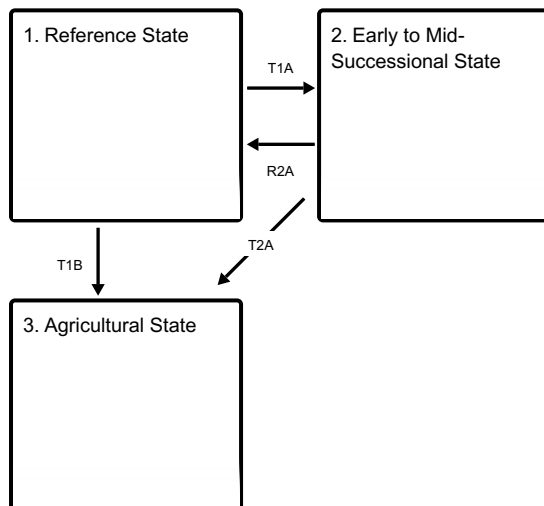 1. Reference State
2. Early to Mid-
Successional State
T1A
R2A
T1B
T2A
3. Agricultural State